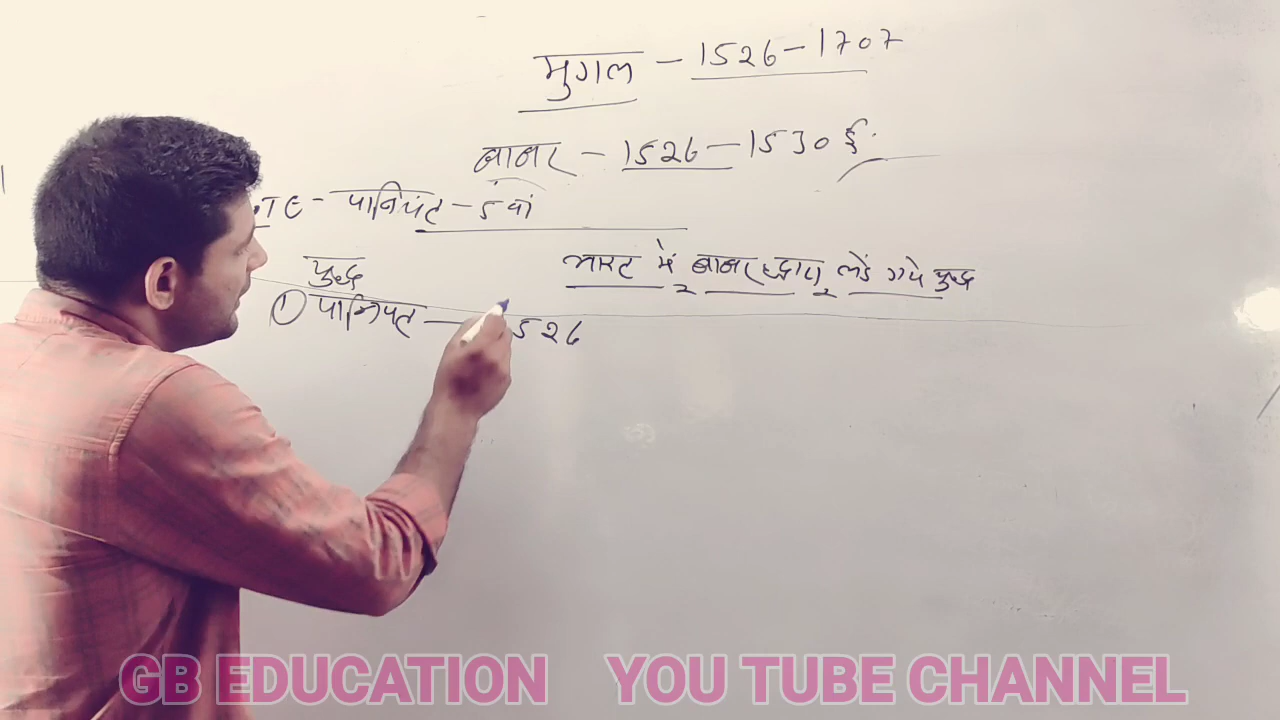 मुगल - 1526-1707
बाबर - 1526-1530 ई.
TE - पानिपत - 5 वां
भारत में बाबर द्वारा लड़ें गये युद्ध
युद्ध
① पानिपत - 1526
GB EDUCATION YOU TUBE CHANNEL